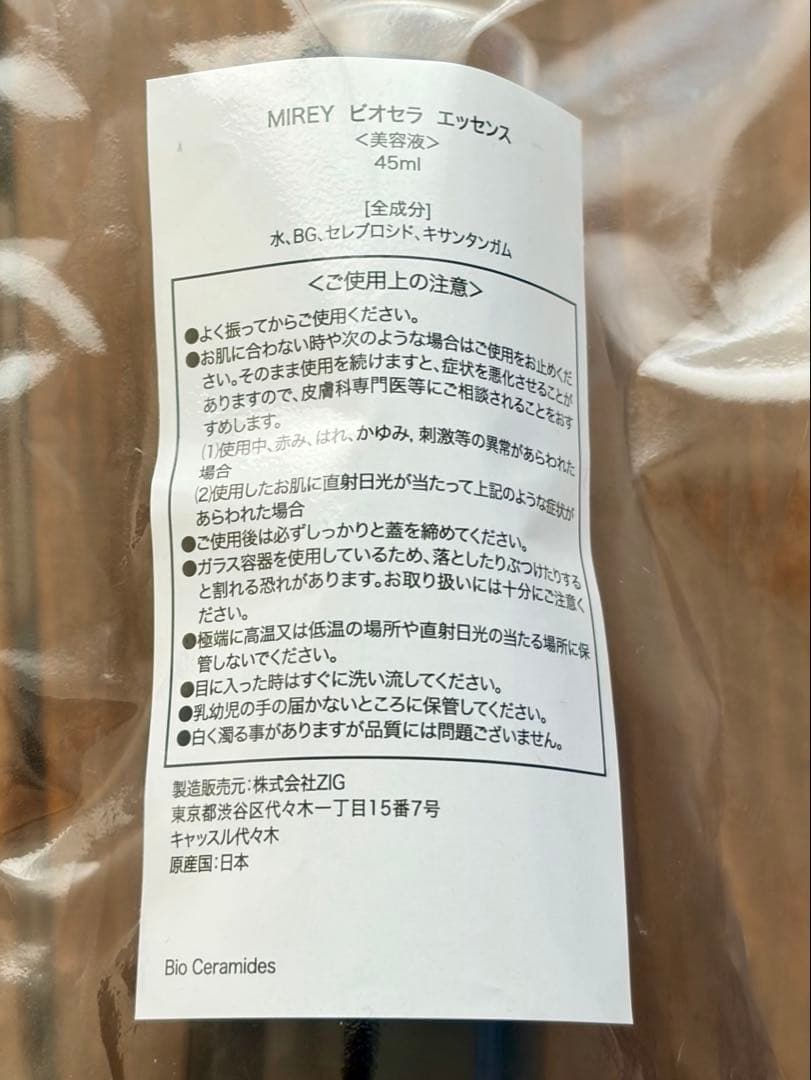 MIREY ビオセラ エッセンス
＜美容液＞
45ml
[全成分]
水、BG、セレブロシド、キサンタンガム
＜ご使用上の注意＞
●よく振ってからご使用ください。
●お肌に合わない時や次のような場合はご使用をお止めくだ
さい。そのまま使用を続けますと、症状を悪化させることが
ありますので、皮膚科専門医等にご相談されることをおす
すめします。
(1)使用中、赤み、はれ、かゆみ, 刺激等の異常があらわれた
場合
(2)使用したお肌に直射日光が当たって上記のような症状が
あらわれた場合
●ご使用後は必ずしっかりと蓋を締めてください。
●ガラス容器を使用しているため、落としたりぶつけたりする
と割れる恐れがあります。お取り扱いには十分にご注意く
ださい。
●極端に高温又は低温の場所や直射日光の当たる場所に保
管しないでください。
●目に入った時はすぐに洗い流してください。
●乳幼児の手の届かないところに保管してください。
●白く濁る事がありますが品質には問題ございません。
製造販売元:株式会社ZIG
東京都渋谷区代々木一丁目15番7号
キャッスル代々木
原産国:日本
Bio Ceramides